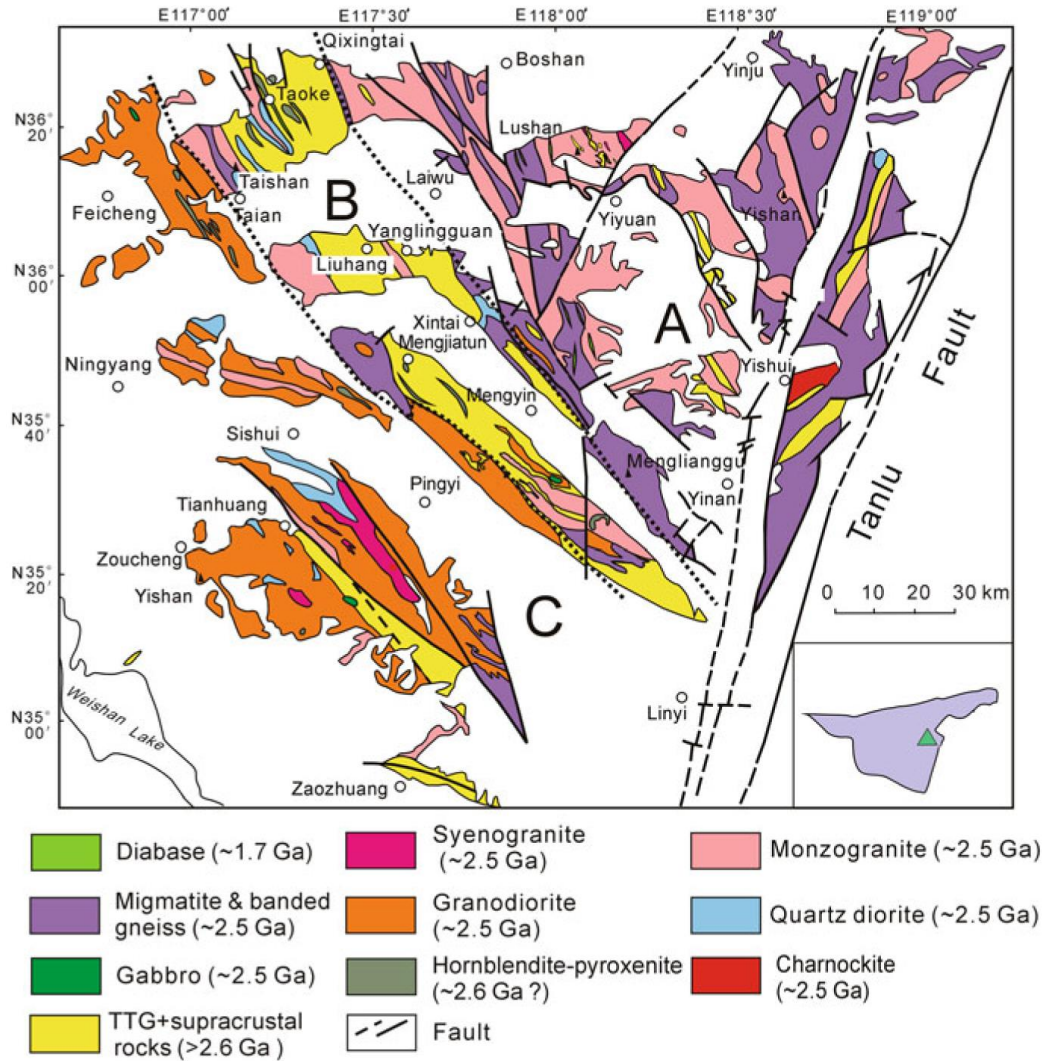 E117°00′ E117°30′ E118°00′ E118°30′ E119°00′
Qixingtai
Boshan
Yinju
Taoke
N36°
20′
Lushan
Taishan
Laiwu
Feicheng
Taian
B
Yiyuan
Yishan
Yanglingguan
Liuhang
N36°
00′
A
Xintai
Mengjiatun
Yishui
Fault
Ningyang
Mengyin
N35°
40′
Sishui
Menglianggu
Pingyi
Yinan
Tanlu
Tianhuang
Zoucheng
N35°
20′
Yishan
0 20 30 km
C
Weishan Lake
N35°
00′
Linyi
Zaozhuang
Diabase (~1.7 Ga)
Syenogranite
(~2.5 Ga)
Monzogranite (~2.5 Ga)
Migmatite & banded
gneiss (~2.5 Ga)
Granodiorite
(~2.5 Ga)
Quartz diorite (~2.5 Ga)
Gabbro (~2.5 Ga)
Hornblendite-pyroxenite
(~2.6 Ga ?)
Charnockite
(~2.5 Ga)
TTG+supracrustal
rocks (>2.6 Ga )
Fault